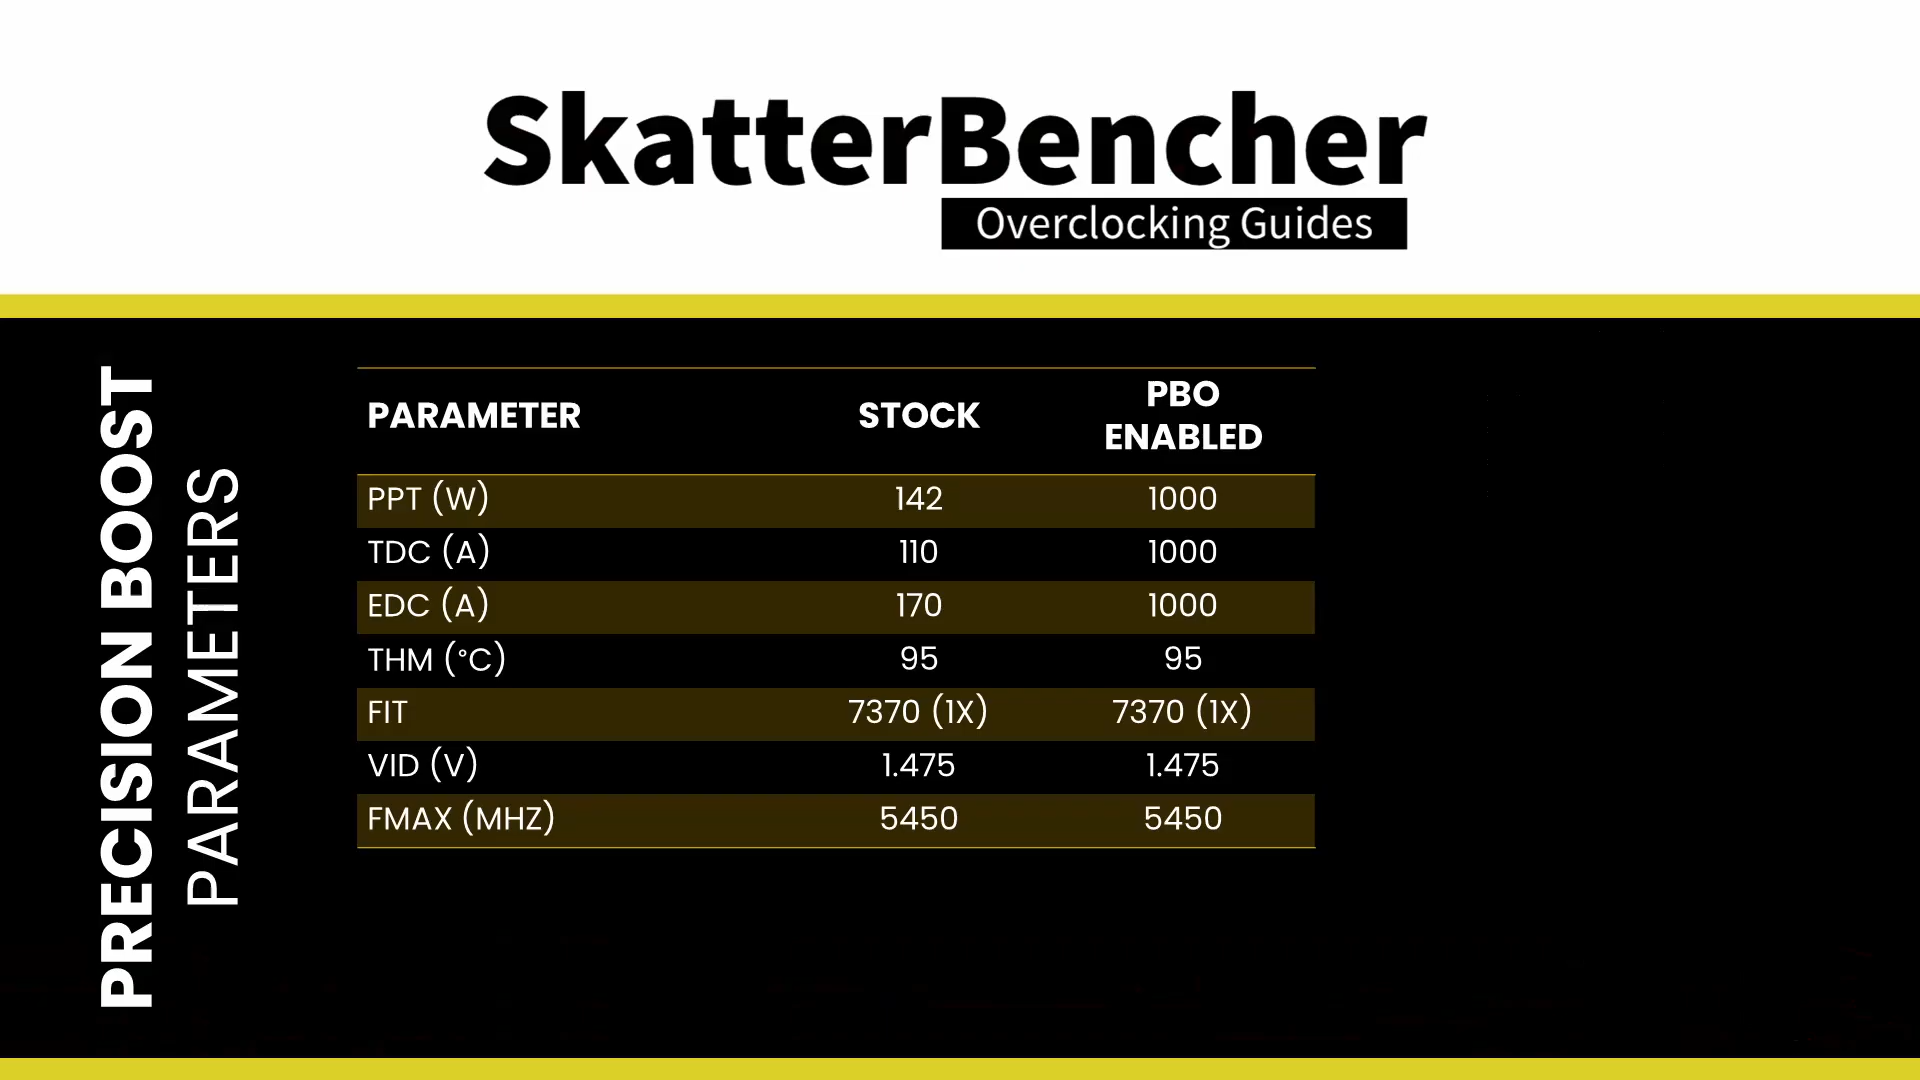 SkatterBencher
Overclocking Guides
PRECISION BOOST
PARAMETERS
PARAMETER STOCK PBO ENABLED
PPT (W) 142 1000
TDC (A) 110 1000
EDC (A) 170 1000
THM (°C) 95 95
FIT 7370 (1X) 7370 (1X)
VID (V) 1.475 1.475
FMAX (MHZ) 5450 5450